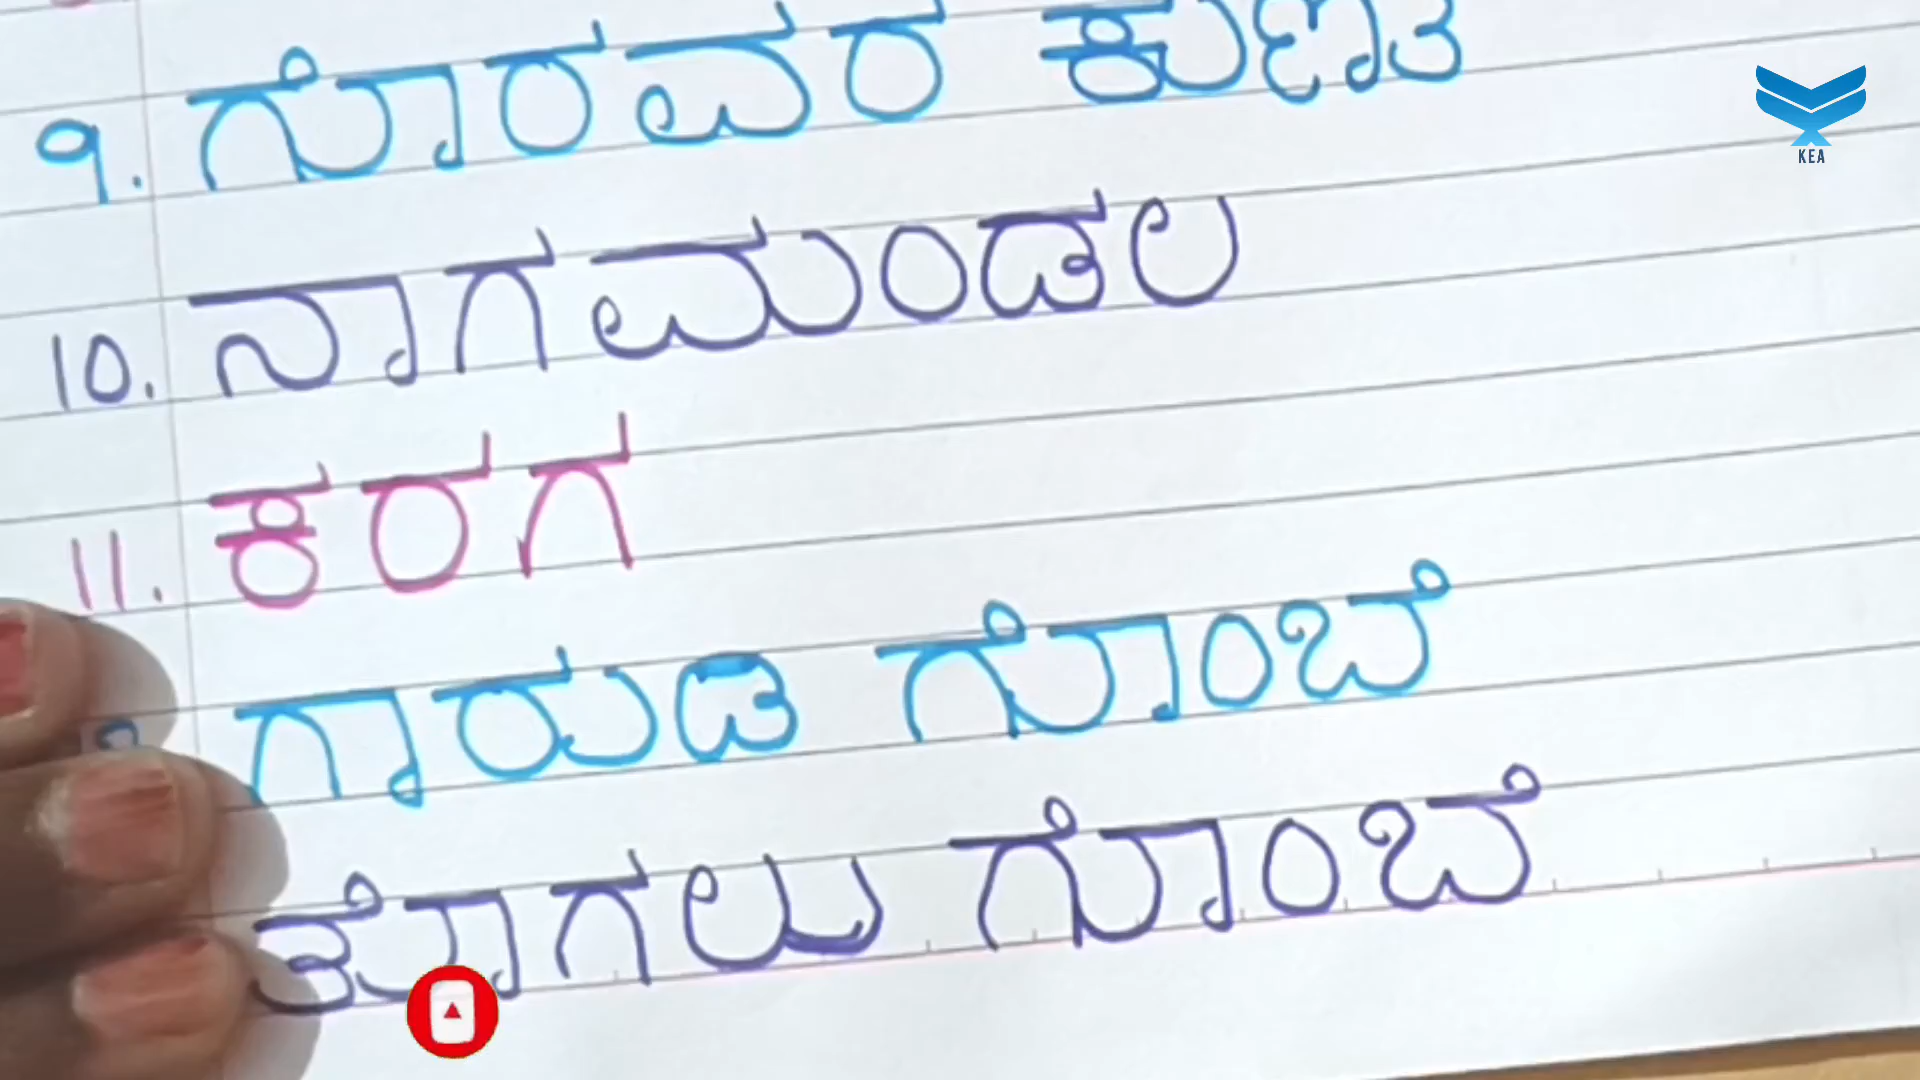 9. ಗೊರವರ ಕುಣಿತ
KEA
10. ನಾಗಮಂಡಲ
11. ಕರಗ
ಗಾರುಡಿ ಗೊಂಬೆ
ತೊಗಲು ಗೊಂಬೆ